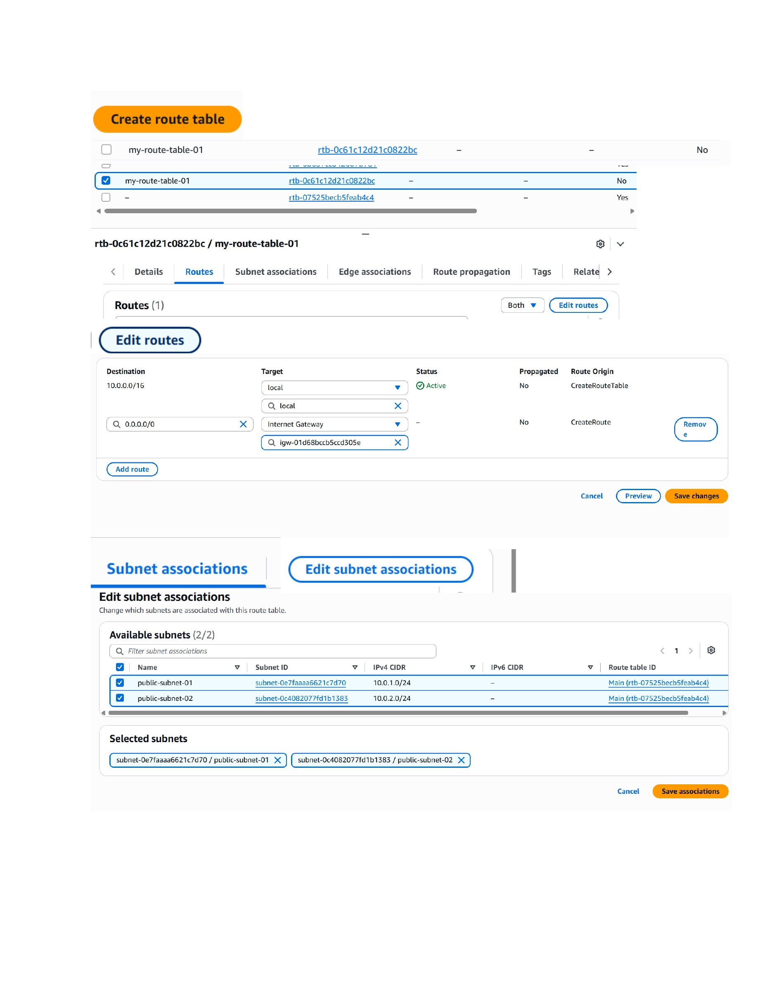 Create route table
my-route-table-01 rtb-0c61c12d21c0822bc – – No
Yes
my-route-table-01 rtb-0c61c12d21c0822bc – – No
– rtb-07525becb5feab4c4 – – Yes
rtb-0c61c12d21c0822bc / my-route-table-01
Details Routes Subnet associations Edge associations Route propagation Tags Relate
Routes (1) Both Edit routes
Edit routes
Destination Target Status Propagated Route Origin
10.0.0.0/16 local Active No CreateRouteTable
local
0.0.0.0/0 Internet Gateway – No CreateRoute Remov
e
igw-01d68bccb5ccd305e
Add route
Cancel Preview Save changes
Subnet associations Edit subnet associations
Edit subnet associations
Change which subnets are associated with this route table.
Available subnets (2/2)
Filter subnet associations 1
Name Subnet ID IPv4 CIDR IPv6 CIDR Route table ID
public-subnet-01 subnet-0e7faaaa6621c7d70 10.0.1.0/24 – Main (rtb-07525becb5feab4c4)
public-subnet-02 subnet-0c4082077fd1b1383 10.0.2.0/24 – Main (rtb-07525becb5feab4c4)
Selected subnets
subnet-0e7faaaa6621c7d70 / public-subnet-01 subnet-0c4082077fd1b1383 / public-subnet-02
Cancel Save associations